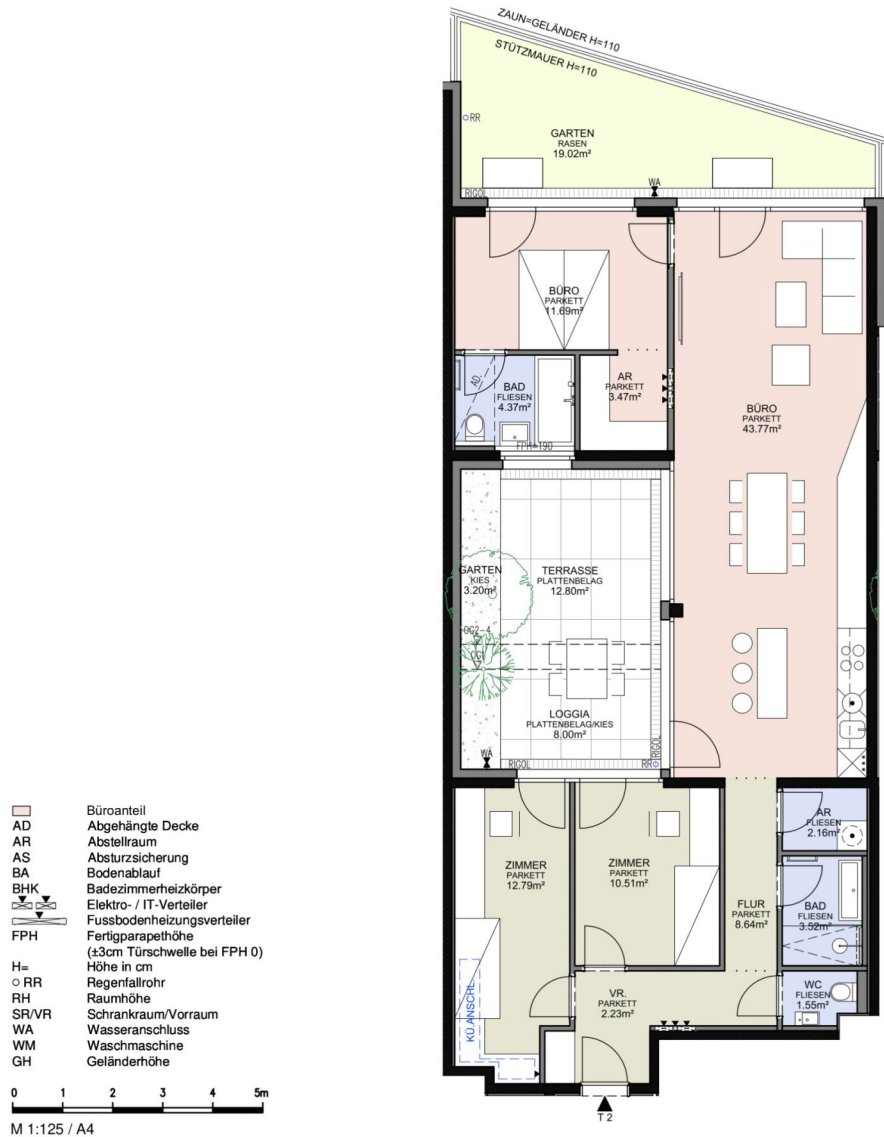 ZAUN=GELÄNDER H=110
STÜTZMAUER H=110
RR
GARTEN
RASEN
19.02m²
WA
RIGOL
BÜRO
PARKETT
11.69m²
AD.
BAD
FLIESEN
4.37m²
AR
PARKETT
3.47m²
BÜRO
PARKETT
43.77m²
FPH=190
GARTEN
KIES
3.20m²
TERRASSE
PLATTENBELAG
12.80m²
OG2-4
OG1
LOGGIA
PLATTENBELAG/KIES
8.00m²
WA
RIGOL
RIGOL
RR
ZIMMER
PARKETT
12.79m²
ZIMMER
PARKETT
10.51m²
AR
FLIESEN
2.16m²
FLUR
PARKETT
8.64m²
BAD
FLIESEN
3.52m²
VR.
PARKETT
2.23m²
WC
FLIESEN
1.55m²
KÜ.ANSCHL
T 2
Büroanteil
AD Abgehängte Decke
AR Abstellraum
AS Absturzsicherung
BA Bodenablauf
BHK Badezimmerheizkörper
Elektro- / IT-Verteiler
Fussbodenheizungsverteiler
FPH Fertigparapethöhe
(±3cm Türschwelle bei FPH 0)
H= Höhe in cm
RR Regenfallrohr
RH Raumhöhe
SR/VR Schrankraum/Vorraum
WA Wasseranschluss
WM Waschmaschine
GH Geländerhöhe
0 1 2 3 4 5m
M 1:125 / A4